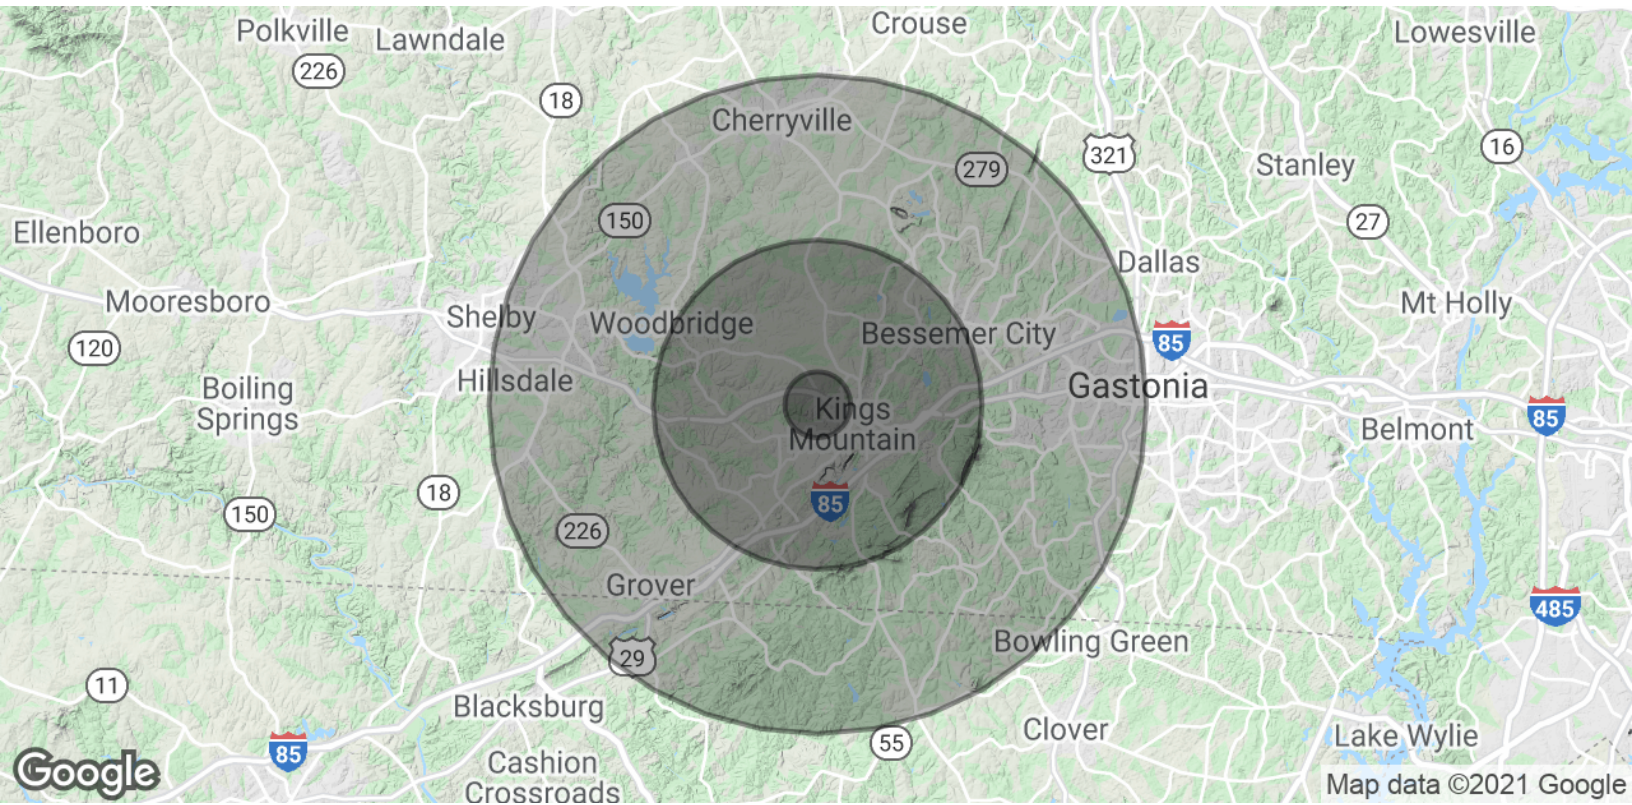 Polkville
Lawndale
Crouse
Lowesville
226
18
Cherryville
321
16
279
Stanley
150
27
Ellenboro
Dallas
Mooresboro
Shelby
Woodbridge
Bessemer City
Mt Holly
85
120
Boiling
Springs
Hillsdale
Gastonia
Kings
Mountain
Belmont
85
18
150
85
226
Grover
485
29
Bowling Green
11
Blacksburg
Clover
55
Lake Wylie
85
Cashion
Crossroads
Google
Map data ©2021 Google